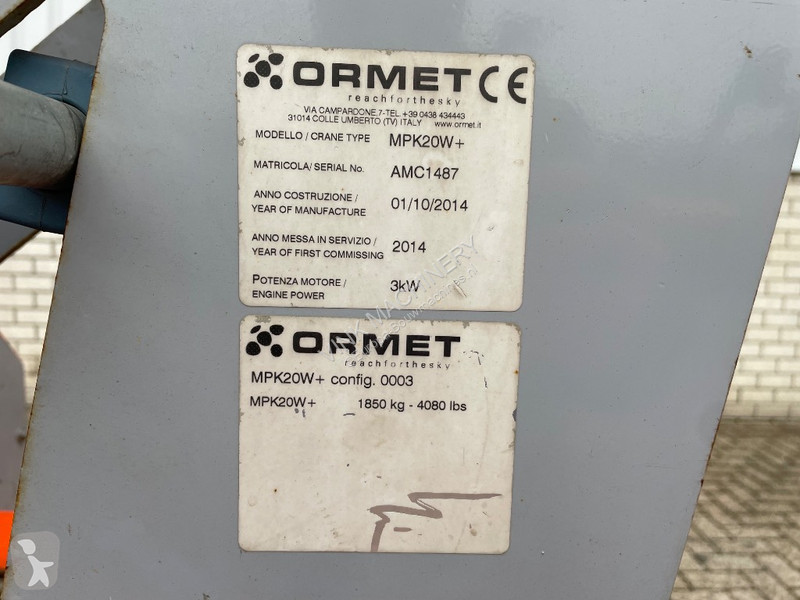 ORMET CE
reachforthesky
VIA CAMPARDONE,7-TEL.+39 0438 434443
31014 COLLE UMBERTO (TV) ITALY www.ormet.it
MODELLO / CRANE TYPE MPK20W+
MATRICOLA/ SERIAL No. AMC1487
ANNO COSTRUZIONE /
YEAR OF MANUFACTURE 01/10/2014
ANNO MESSA IN SERVIZIO /
YEAR OF FIRST COMMISSING 2014
POTENZA MOTORE /
ENGINE POWER 3kW
ORMET
reachforthesky
MPK20W+ config. 0003
MPK20W+ 1850 kg - 4080 lbs